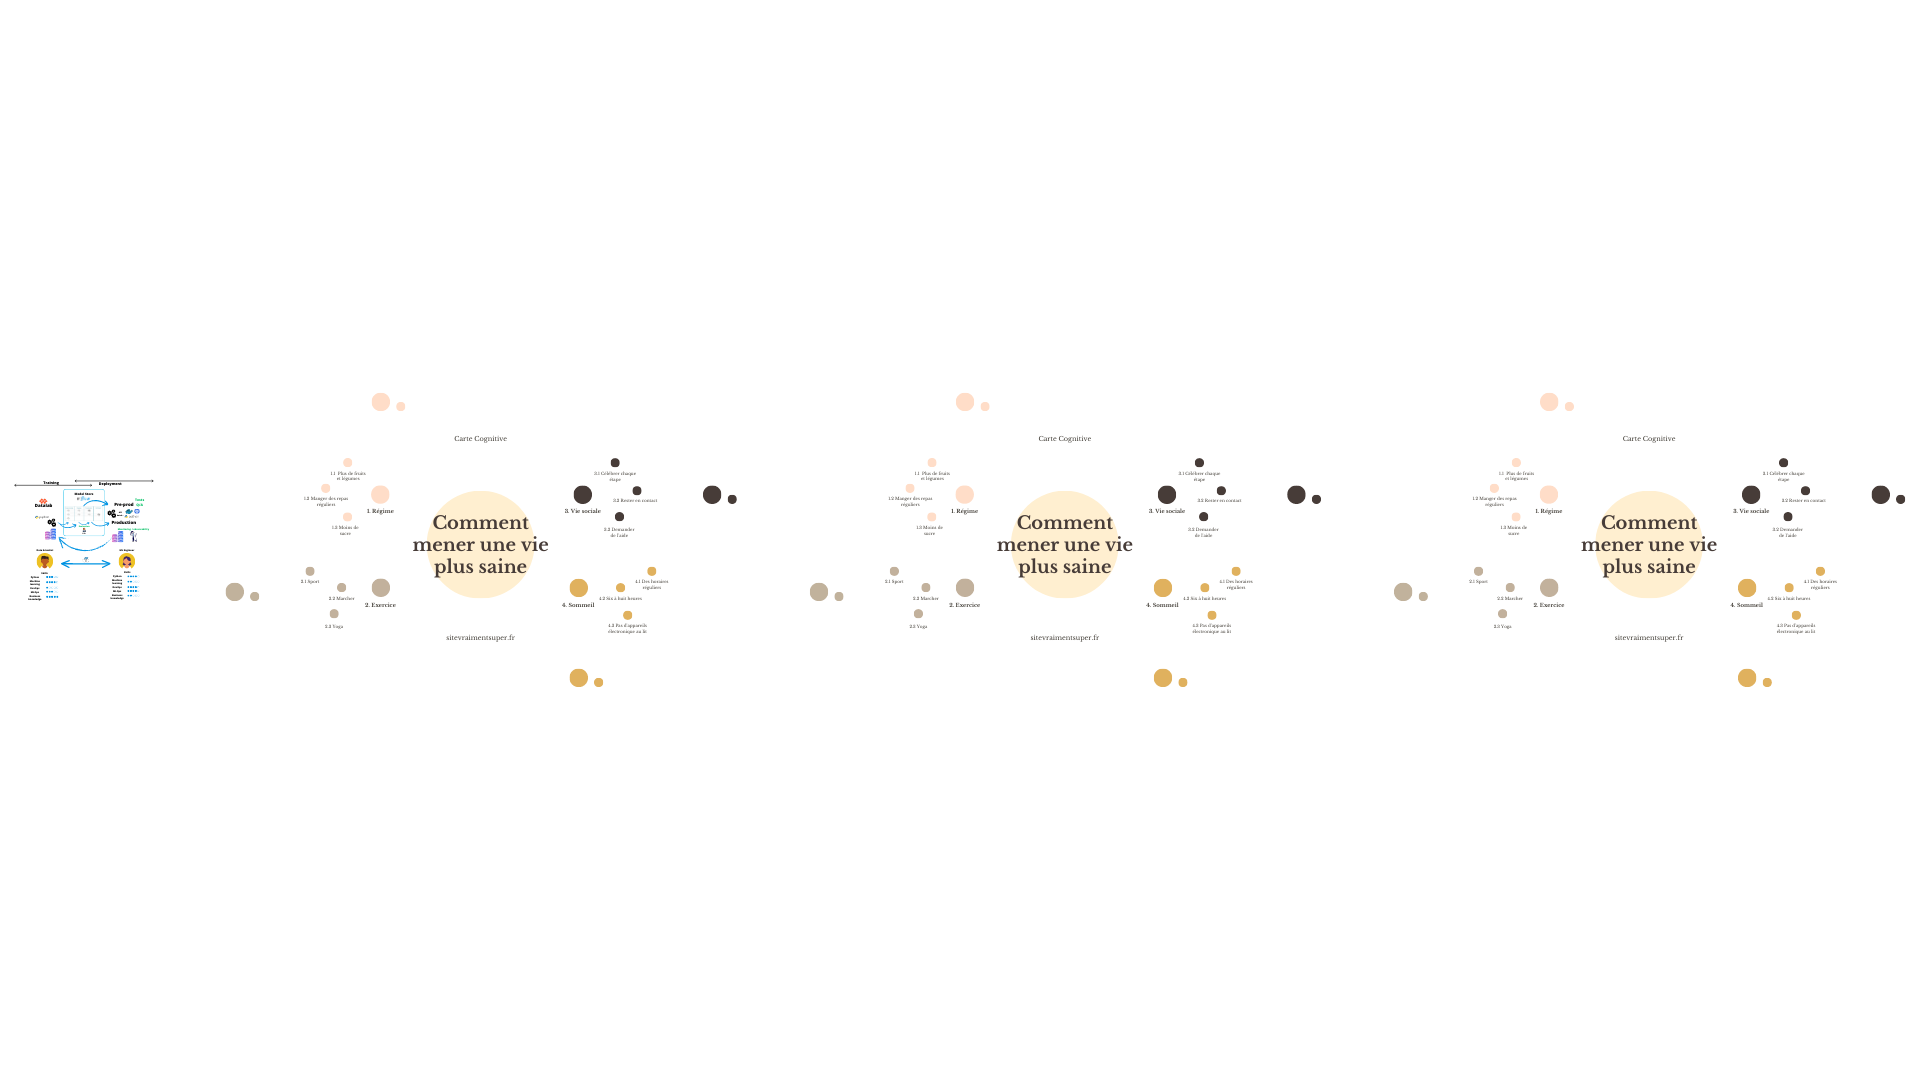 Training
Deployment
Model Store
Datalab
Pre-prod
Tests
Production
Carte Cognitive
1.1 Plus de fruits
et légumes
1.2 Manger des repas
réguliers
1. Régime
1.3 Moins de
sucre
2.1 Sport
2.2 Marcher
2. Exercice
2.3 Yoga
Comment
mener une vie
plus saine
3.1 Célébrer chaque
étape
3.2 Rester en contact
3. Vie sociale
3.3 Demander
de l'aide
4.1 Des horaires
réguliers
4.2 Six à huit heures
4. Sommeil
4.3 Pas d'appareils
électronique au lit
sitevraimentsuper.fr
Carte Cognitive
1.1 Plus de fruits
et légumes
1.2 Manger des repas
réguliers
1. Régime
1.3 Moins de
sucre
2.1 Sport
2.2 Marcher
2. Exercice
2.3 Yoga
Comment
mener une vie
plus saine
3.1 Célébrer chaque
étape
3.2 Rester en contact
3. Vie sociale
3.3 Demander
de l'aide
4.1 Des horaires
réguliers
4.2 Six à huit heures
4. Sommeil
4.3 Pas d'appareils
électronique au lit
sitevraimentsuper.fr
Carte Cognitive
1.1 Plus de fruits
et légumes
1.2 Manger des repas
réguliers
1. Régime
1.3 Moins de
sucre
2.1 Sport
2.2 Marcher
2. Exercice
2.3 Yoga
Comment
mener une vie
plus saine
3.1 Célébrer chaque
étape
3.2 Rester en contact
3. Vie sociale
3.3 Demander
de l'aide
4.1 Des horaires
réguliers
4.2 Six à huit heures
4. Sommeil
4.3 Pas d'appareils
électronique au lit
sitevraimentsuper.fr